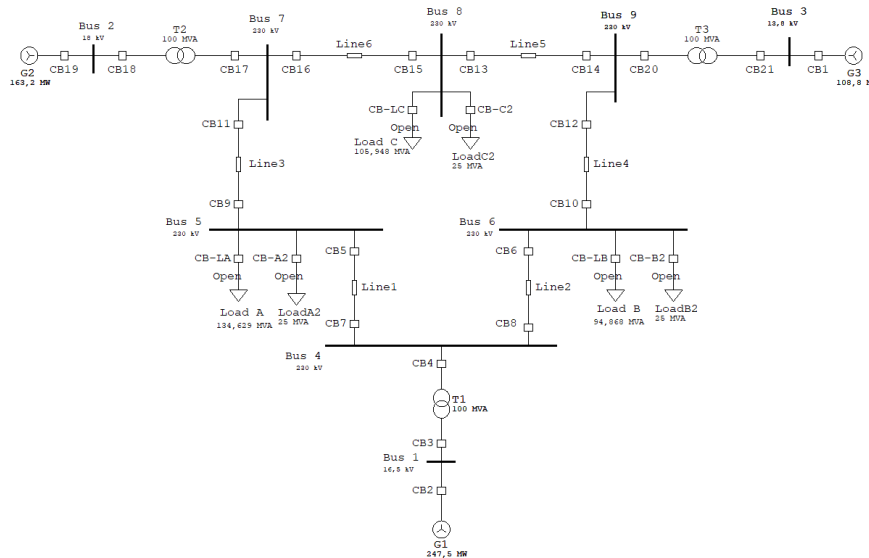 Bus 2
18 kV
T2
100 MVA
Bus 7
230 kV
Bus 8
230 kV
Bus 9
230 kV
T3
100 MVA
Bus 3
13,8 kV
Line6
Line5
G2
163,2 MW
CB19
CB18
CB17
CB16
CB15
CB13
CB14
CB20
CB21
CB1
G3
108,8 M
CB11
CB-LC
CB-C2
CB12
Open
Open
Load C
105,948 MVA
LoadC2
25 MVA
Line3
Line4
CB9
CB10
Bus 5
230 kV
Bus 6
230 kV
CB5
CB6
CB-LA
CB-A2
CB-LB
CB-B2
Open
Open
Open
Open
Line1
Line2
Load A
134,629 MVA
LoadA2
25 MVA
Load B
94,868 MVA
LoadB2
25 MVA
CB7
CB8
Bus 4
230 kV
CB4
T1
100 MVA
CB3
Bus 1
16,5 kV
CB2
G1
247,5 MW